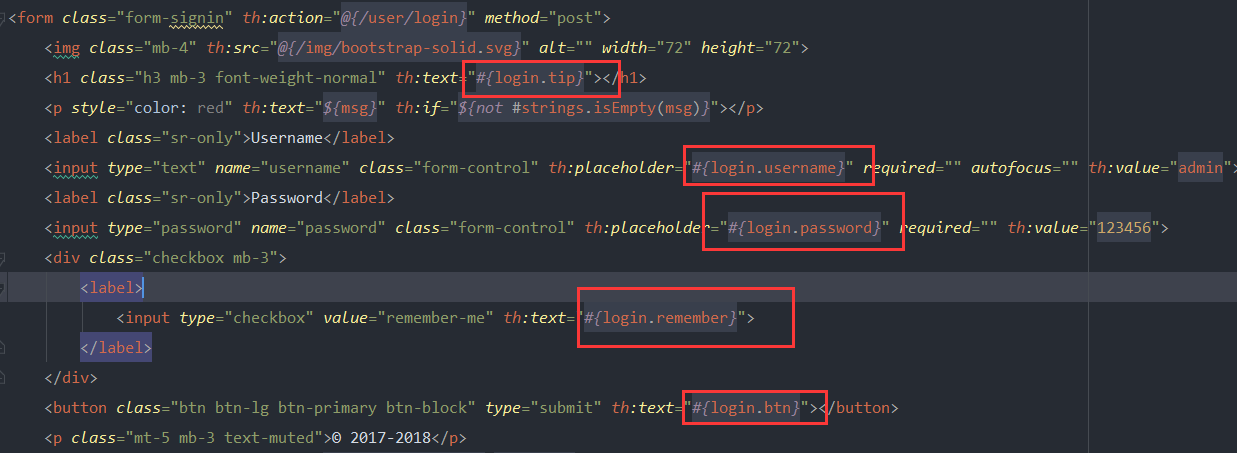 <form class="form-signin" th:action="@{/user/login}" method="post">
<img class="mb-4" th:src="@{/img/bootstrap-solid.svg}" alt="" width="72" height="72">
<h1 class="h3 mb-3 font-weight-normal" th:text="#{login.tip}"></h1>
<p style="color: red" th:text="${msg}" th:if="${not #strings.isEmpty(msg)}"></p>
<label class="sr-only">Username</label>
<input type="text" name="username" class="form-control" th:placeholder="#{login.username}" required="" autofocus="" th:value="admin">
<label class="sr-only">Password</label>
<input type="password" name="password" class="form-control" th:placeholder="#{login.password}" required="" th:value="123456">
<div class="checkbox mb-3">
<label>
<input type="checkbox" value="remember-me" th:text="#{login.remember}">
</label>
</div>
<button class="btn btn-lg btn-primary btn-block" type="submit" th:text="#{login.btn}"></button>
<p class="mt-5 mb-3 text-muted">© 2017-2018</p>